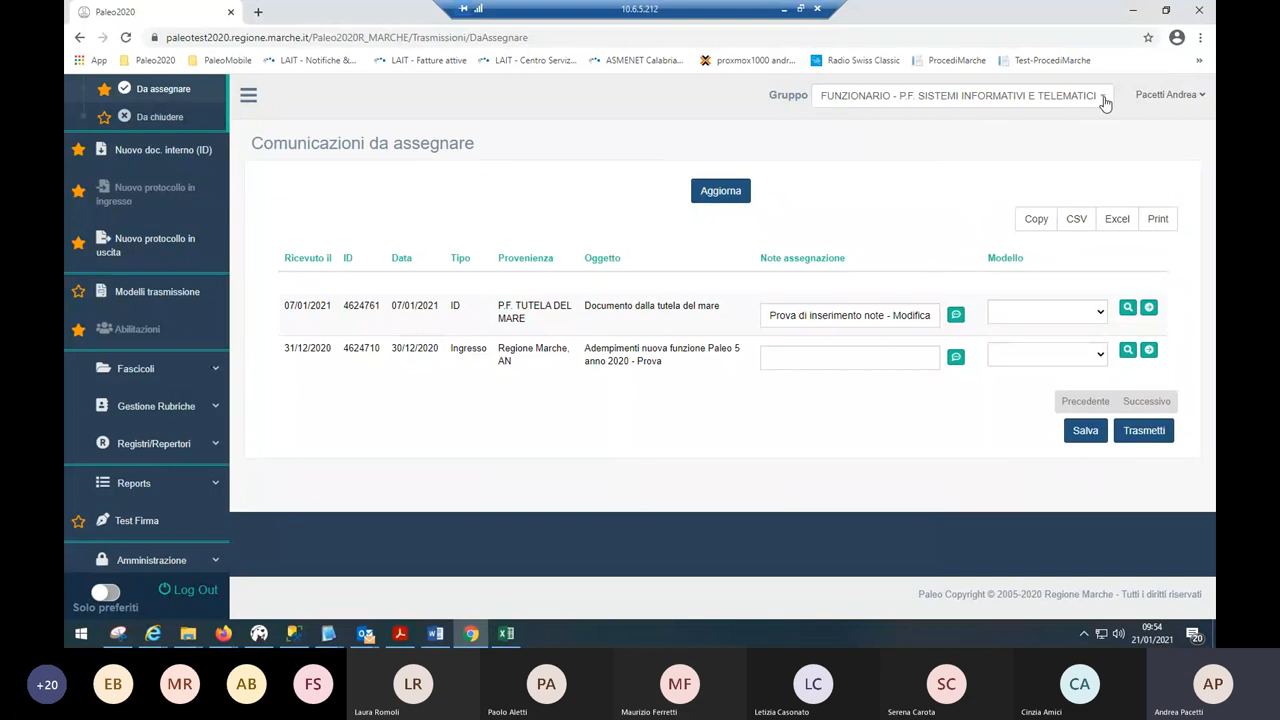 Paleo2020
10.6.5.212
paleotest2020.regione.marche.it/Paleo2020R_MARCHE/Trasmissioni/DaAssegnare
App Paleo2020 PaleoMobile LAIT - Notifiche &... LAIT - Fatture attive LAIT - Centro Serviz... ASMENET Calabria... proxmox1000 andr... Radio Swiss Classic ProcediMarche Test-ProcediMarche »
Da assegnare
Da chiudere
Nuovo doc. interno (ID)
Nuovo protocollo in
ingresso
Nuovo protocollo in
uscita
Modelli trasmissione
Abilitazioni
Fascicoli
Gestione Rubriche
Registri/Repertori
Reports
Test Firma
Amministrazione
Log Out
Solo preferiti
Gruppo FUNZIONARIO - P.F. SISTEMI INFORMATIVI E TELEMATICI Pacetti Andrea
Comunicazioni da assegnare
Aggiorna
Copy CSV Excel Print
Ricevuto il ID Data Tipo Provenienza Oggetto Note assegnazione Modello
07/01/2021 4624761 07/01/2021 ID P.F. TUTELA DEL Documento dalla tutela del mare Prova di inserimento note - Modifica
MARE
31/12/2020 4624710 30/12/2020 Ingresso Regione Marche, Adempimenti nuova funzione Paleo 5
AN anno 2020 - Prova
Precedente Successivo
Salva Trasmetti
Paleo Copyright © 2005-2020 Regione Marche - Tutti i diritti riservati
09:54
21/01/2021
20
+20 EB MR AB FS LR PA MF LC SC CA AP
Laura Romoli Paolo Aletti Maurizio Ferretti Letizia Casonato Serena Carota Cinzia Amici Andrea Pacetti